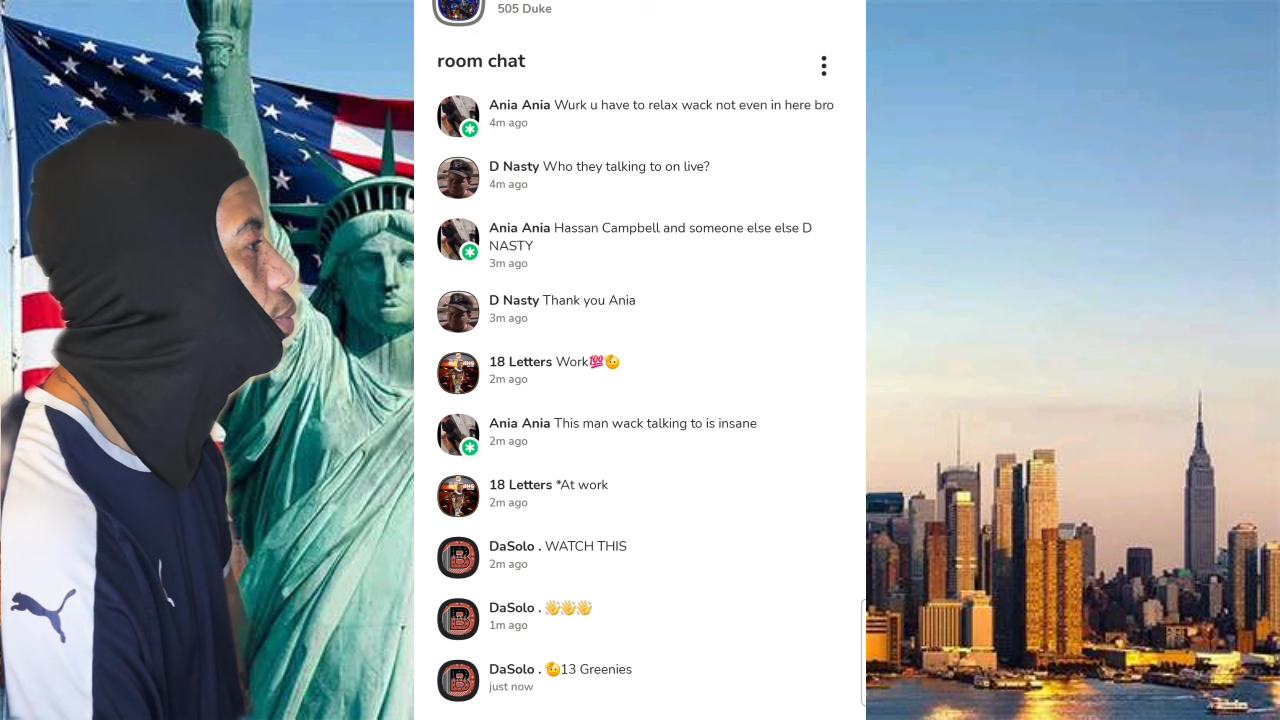 505 Duke
room chat
Ania Ania Wurk u have to relax wack not even in here bro
4m ago
D Nasty Who they talking to on live?
4m ago
Ania Ania Hassan Campbell and someone else else D
NASTY
3m ago
D Nasty Thank you Ania
3m ago
18 Letters Work💯🫡
2m ago
Ania Ania This man wack talking to is insane
2m ago
18 Letters *At work
2m ago
DaSolo . WATCH THIS
2m ago
DaSolo . 👋👋👋
1m ago
DaSolo . 🫡13 Greenies
just now